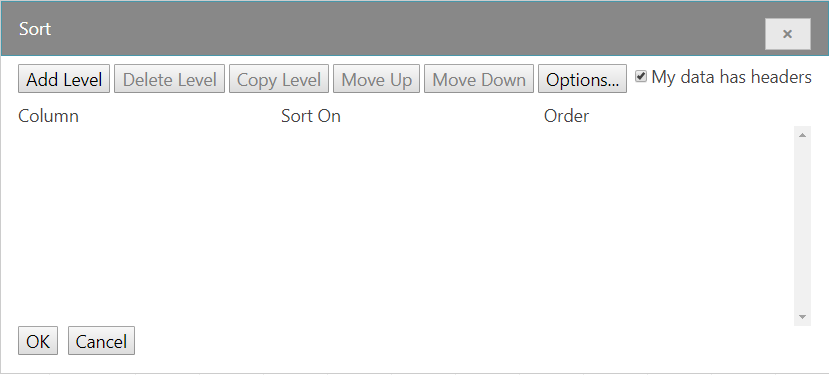 Sort
Add Level Delete Level Copy Level Move Up Move Down Options... My data has headers
Column Sort On Order
OK Cancel